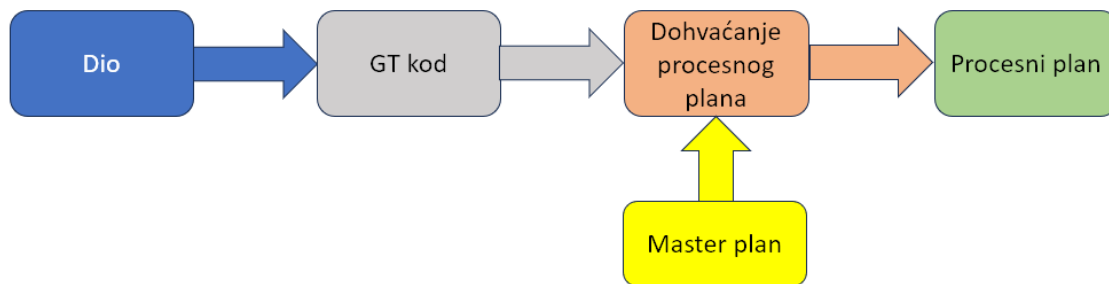 Dio
GT kod
Dohvaćanje
procesnog
plana
Procesni plan
Master plan